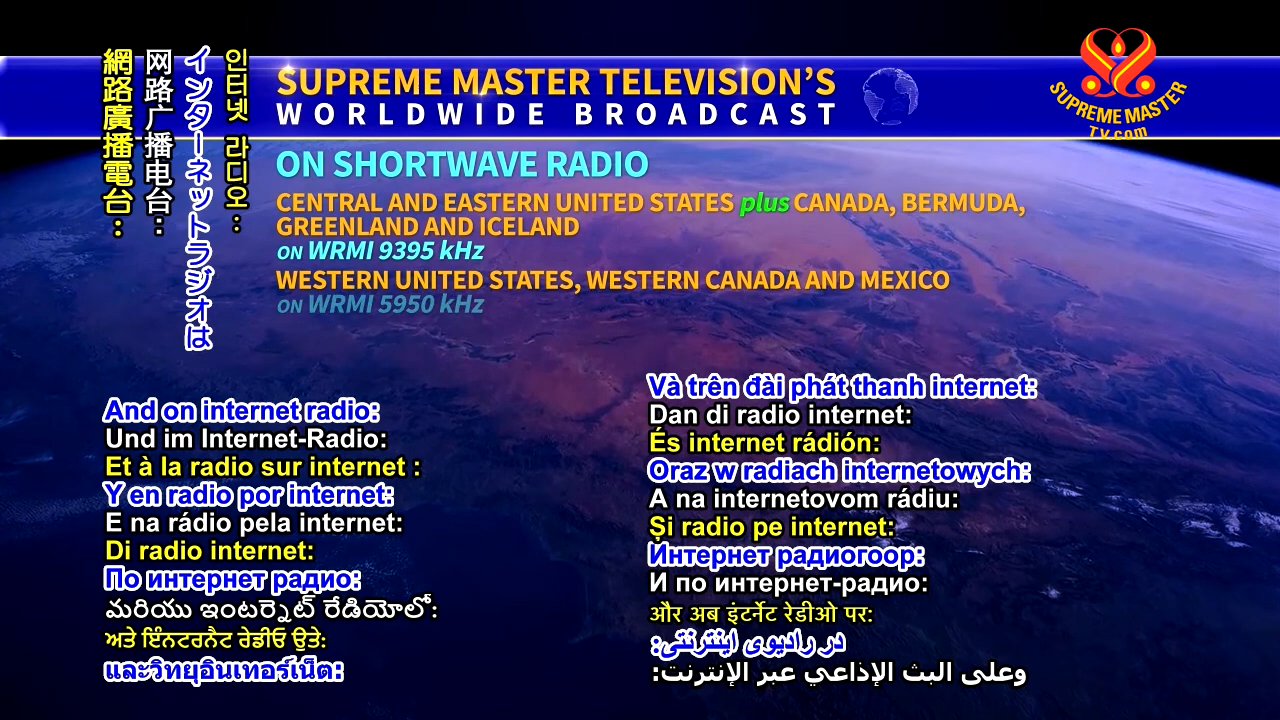 網路廣播電台：
网路广播电台：
インターネットラジオは
인터넷 라디오：
SUPREME MASTER TELEVISION’S
WORLDWIDE BROADCAST
SUPREME MASTER
TV.com
ON SHORTWAVE RADIO
CENTRAL AND EASTERN UNITED STATES plus CANADA, BERMUDA,
GREENLAND AND ICELAND
ON WRMI 9395 kHz
WESTERN UNITED STATES, WESTERN CANADA AND MEXICO
ON WRMI 5950 kHz
And on internet radio:
Und im Internet-Radio:
Et à la radio sur internet :
Y en radio por internet:
E na rádio pela internet:
Di radio internet:
По интернет радио:
మరియు ఇంటర్నెట్ రేడియోలో:
ਅਤੇ ਇੰਨਟਰਨੈਟ ਰੇਡੀਓ ਉਤੇ:
และวิทยุอินเทอร์เน็ต:
Và trên đài phát thanh internet:
Dan di radio internet:
És internet rádión:
Oraz w radiach internetowych:
A na internetovom rádiu:
Și radio pe internet:
Интернет радиогоор:
И по интернет-радио:
और अब इंटर्नेट रेडीओ पर:
در رادیوی اینترنتی:
وعلى البث الإذاعي عبر الإنترنت: